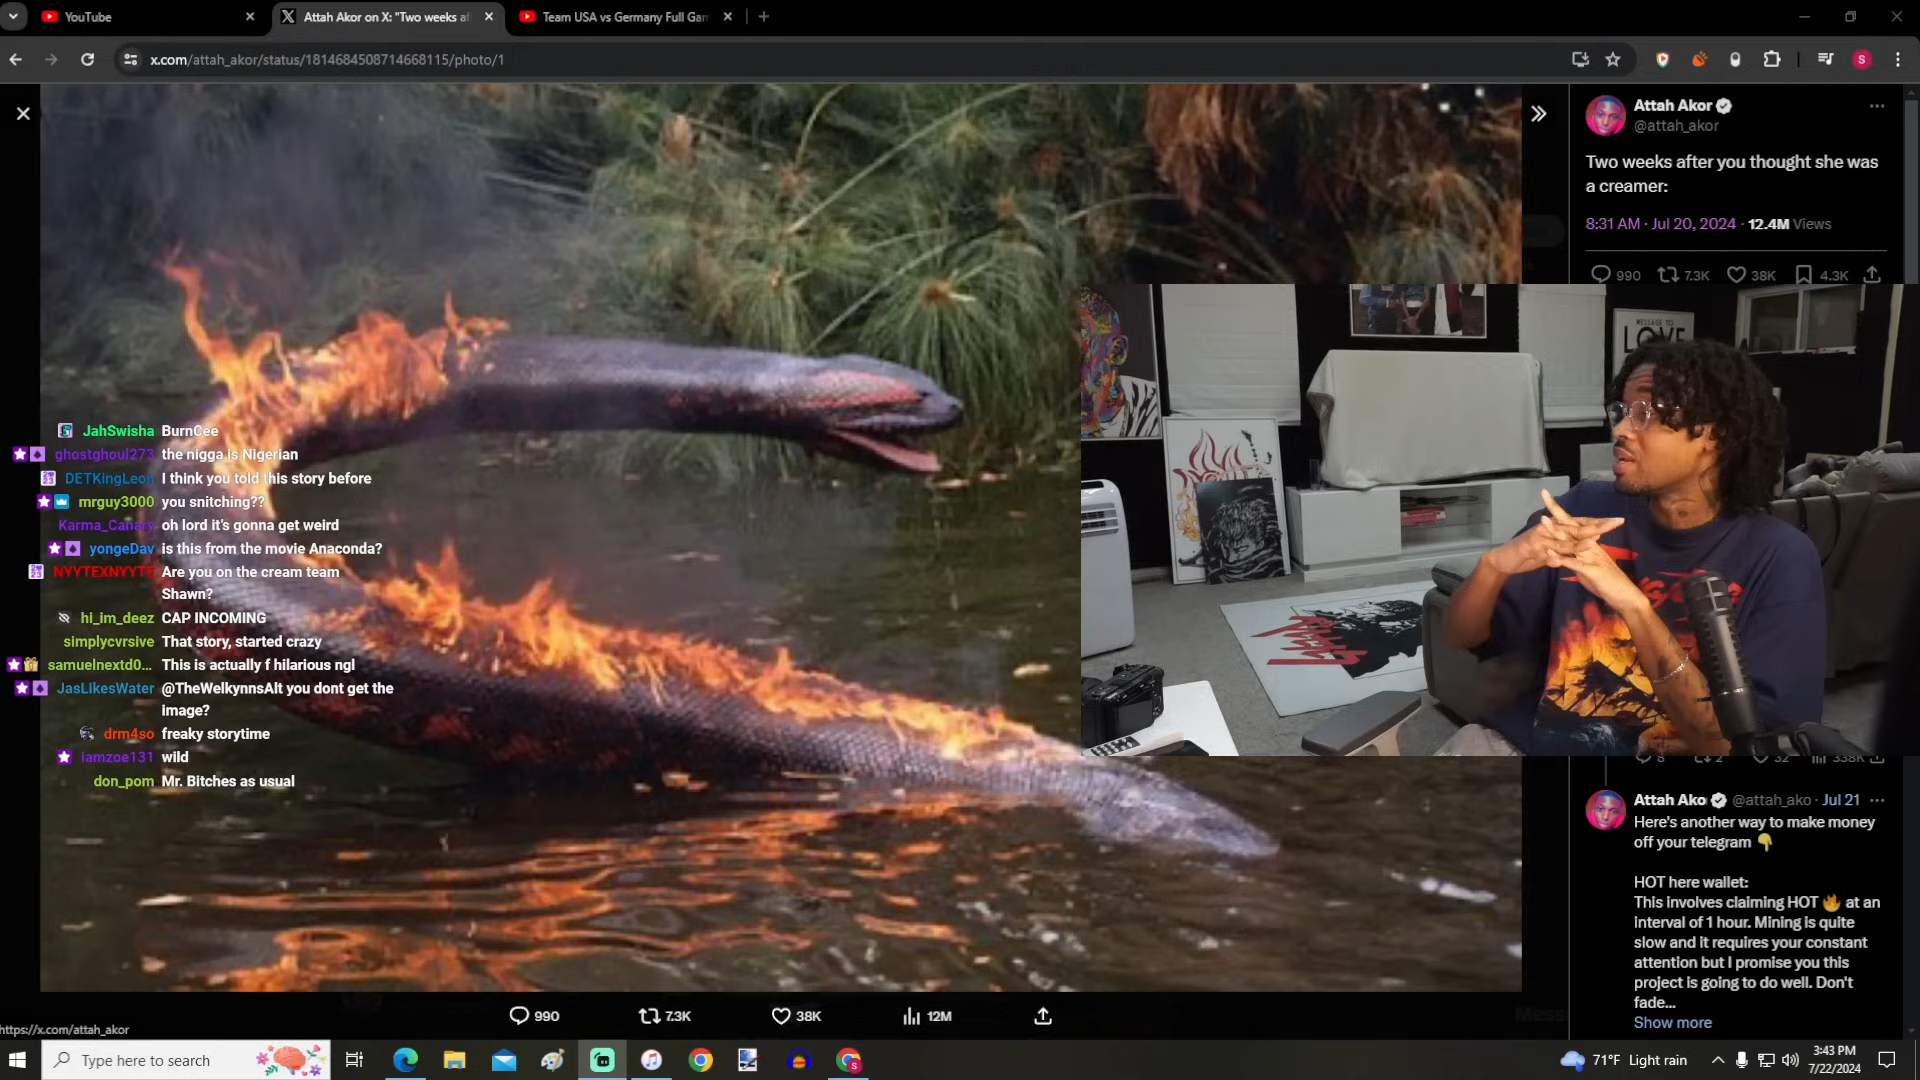 YouTube
Attah Akor on X: "Two weeks af
Team USA vs Germany Full Gam
x.com/attah_akor/status/1814684508714668115/photo/1
S
Attah Akor
@attah_akor
Two weeks after you thought she was
a creamer:
8:31 AM · Jul 20, 2024 · 12.4M Views
990 7.3K 38K 4.3K
MESSAGE TO
LOVE
JahSwisha BurnCee
ghostghoul273 the nigga is Nigerian
DETKingLeon I think you told this story before
mrguy3000 you snitching??
Karma_Canary oh lord it's gonna get weird
yongeDav is this from the movie Anaconda?
NYYTEXNYYTE Are you on the cream team
Shawn?
hi_im_deez CAP INCOMING
simplycvrsive That story, started crazy
samuelnextd0... This is actually f hilarious ngl
JasLikesWater @TheWelkynnsAlt you dont get the
image?
drm4so freaky storytime
Iamzoe131 wild
don_pom Mr. Bitches as usual
8 2 32 338K
Attah Ako @attah_ako · Jul 21
Here's another way to make money
off your telegram 👇
HOT here wallet:
This involves claiming HOT 🔥 at an
interval of 1 hour. Mining is quite
slow and it requires your constant
attention but I promise you this
project is going to do well. Don't
fade...
Show more
990 7.3K 38K 12M
https://x.com/attah_akor
Type here to search
71°F Light rain
3:43 PM
7/22/2024